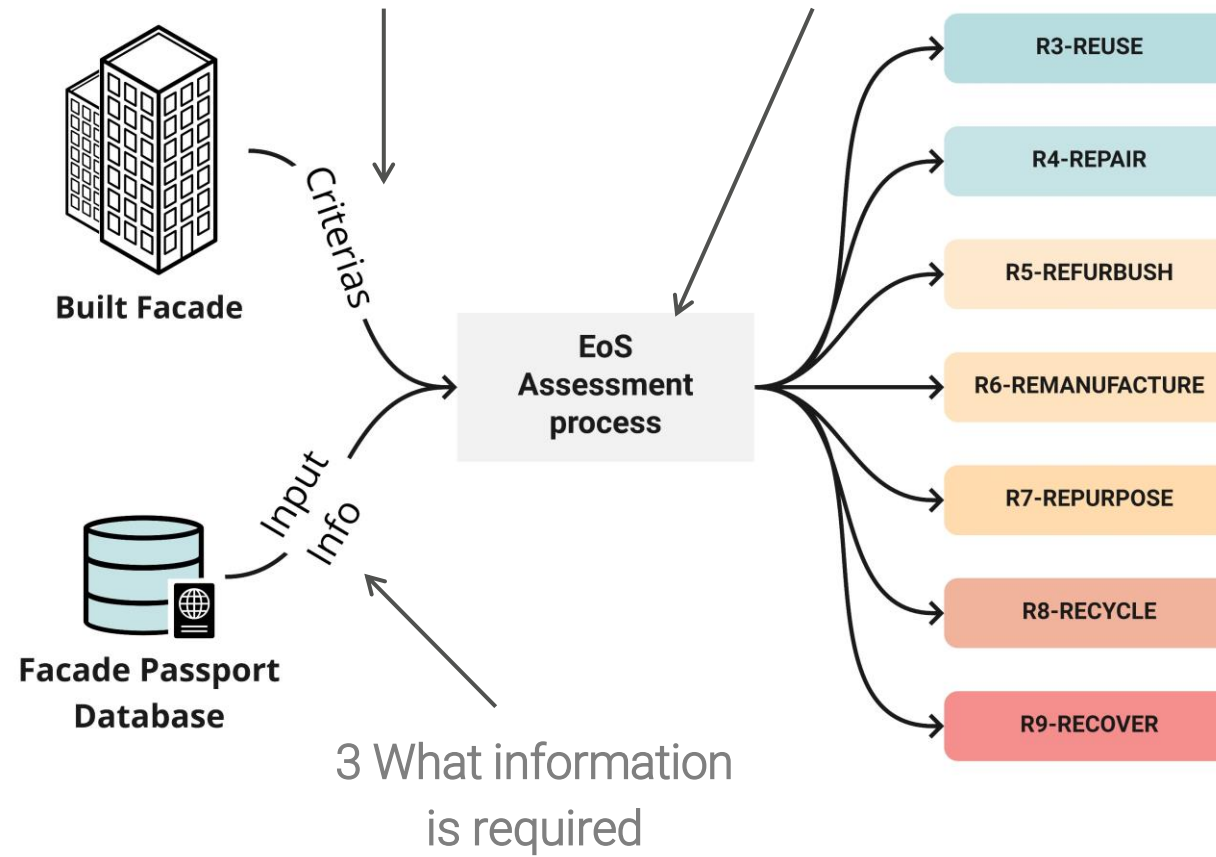 Built Facade
Criterias
Input
Info
Facade Passport
Database
EoS
Assessment
process
3 What information
is required
R3-REUSE
R4-REPAIR
R5-REFURBUSH
R6-REMANUFACTURE
R7-REPURPOSE
R8-RECYCLE
R9-RECOVER